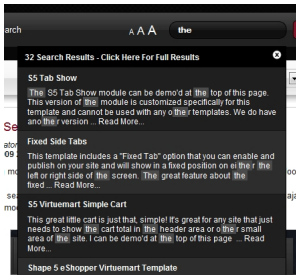 arch
A A A
the
32 Search Results - Click Here For Full Results
S5 Tab Show
The S5 Tab Show module can be demo'd at the top of this page.
This version of the module is customized specifically for this
template and cannot be used with any other templates. We do have
another version ... Read More...
Fixed Side Tabs
This template includes a "Fixed Tab" option that you can enable and
publish on your site and will show in a fixed position on either the
left or right side of the screen. The great feature about the
fixed ... Read More...
S5 Virtuemart Simple Cart
This great little cart is just that, simple! It's great for any site that just
needs to show the cart total in the header area or other small
area of the site. I can be demo'd at the top of this page ... Read
More...
Shape 5 eShopper Virtuemart Template